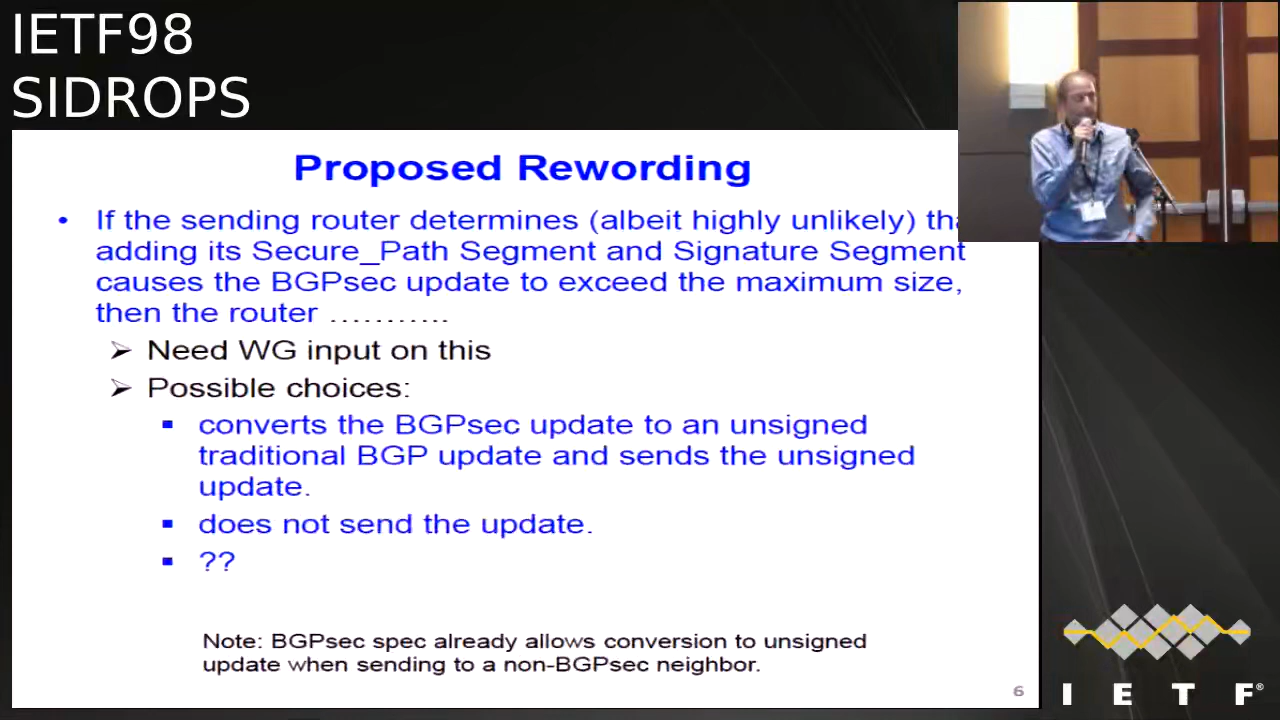 IETF98
SIDROPS
Proposed Rewording
• If the sending router determines (albeit highly unlikely)
adding its Secure_Path Segment and Signature Segment
causes the BGPsec update to exceed the maximum size,
then the router ………..
➢ Need WG input on this
➢ Possible choices:
▪ converts the BGPsec update to an unsigned
traditional BGP update and sends the unsigned
update.
▪ does not send the update.
▪ ??
Note: BGPsec spec already allows conversion to unsigned
update when sending to a non-BGPsec neighbor.
6
I E T F®